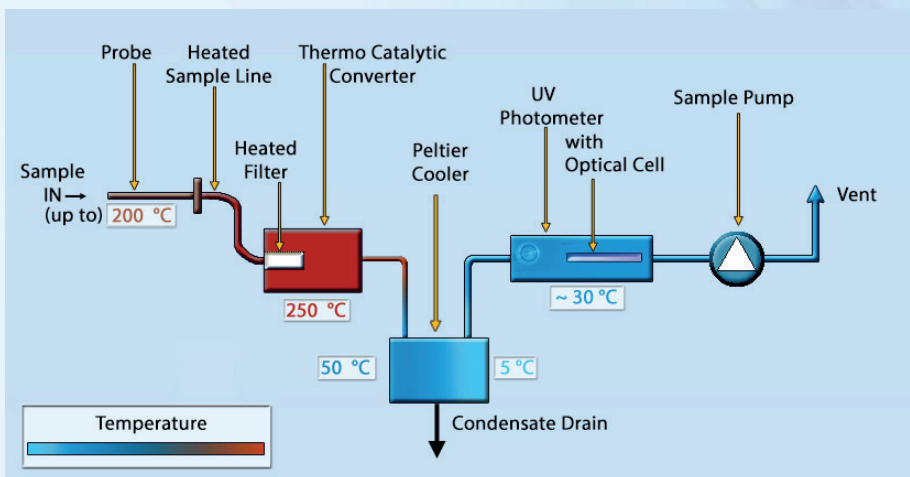 Probe
Heated
Sample Line
Thermo Catalytic
Converter
UV
Photometer
with
Optical Cell
Sample Pump
Heated
Filter
Peltier
Cooler
Sample
IN →
(up to)
200 °C
Vent
250 °C
~ 30 °C
50 °C
5 °C
Condensate Drain
Temperature